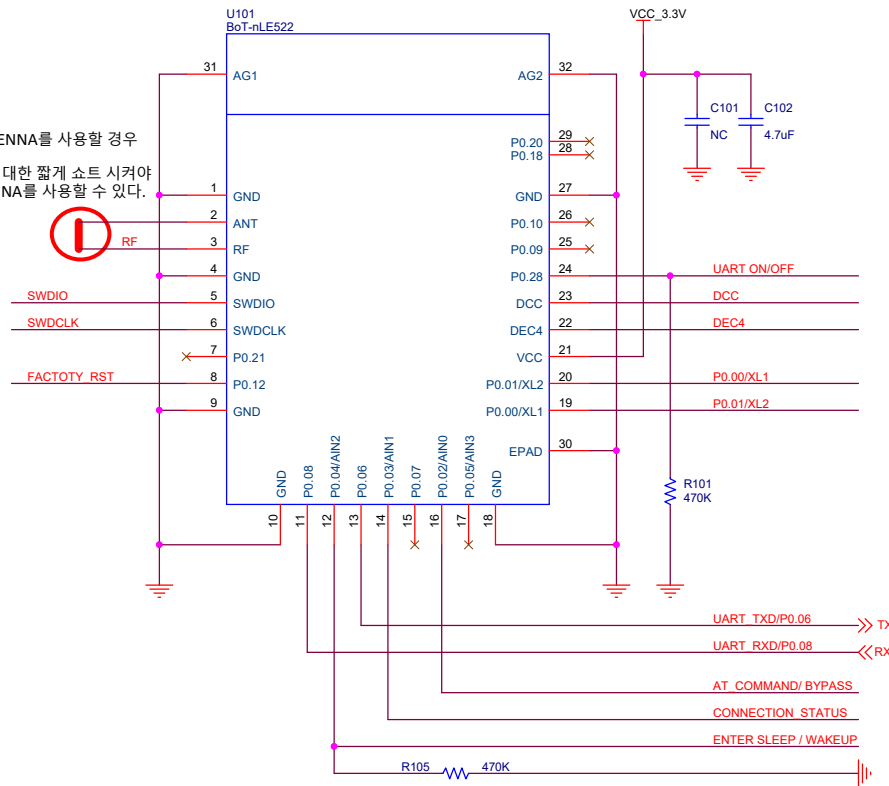 U101
BoT-nLE522
VCC_3.3V
31
AG1
AG2
32
C101
NC
C102
4.7uF
ENNA를 사용할 경우
대한 짧게 쇼트 시켜야
NA를 사용할 수 있다.
P0.20
29
P0.18
28
1
GND
GND
27
2
ANT
P0.10
26
RF
3
RF
P0.09
25
4
GND
P0.28
24
UART ON/OFF
SWDIO
5
SWDIO
DCC
23
DCC
SWDCLK
6
SWDCLK
DEC4
22
DEC4
7
P0.21
VCC
21
FACTOTY_RST
8
P0.12
P0.01/XL2
20
P0.00/XL1
9
GND
P0.00/XL1
19
P0.01/XL2
EPAD
30
GND
P0.08
P0.04/AIN2
P0.06
P0.03/AIN1
P0.07
P0.02/AIN0
P0.05/AIN3
GND
10
11
12
13
14
15
16
17
18
R101
470K
UART_TXD/P0.06
TX
UART_RXD/P0.08
RX
AT_COMMAND/ BYPASS
CONNECTION_STATUS
ENTER SLEEP / WAKEUP
R105
470K